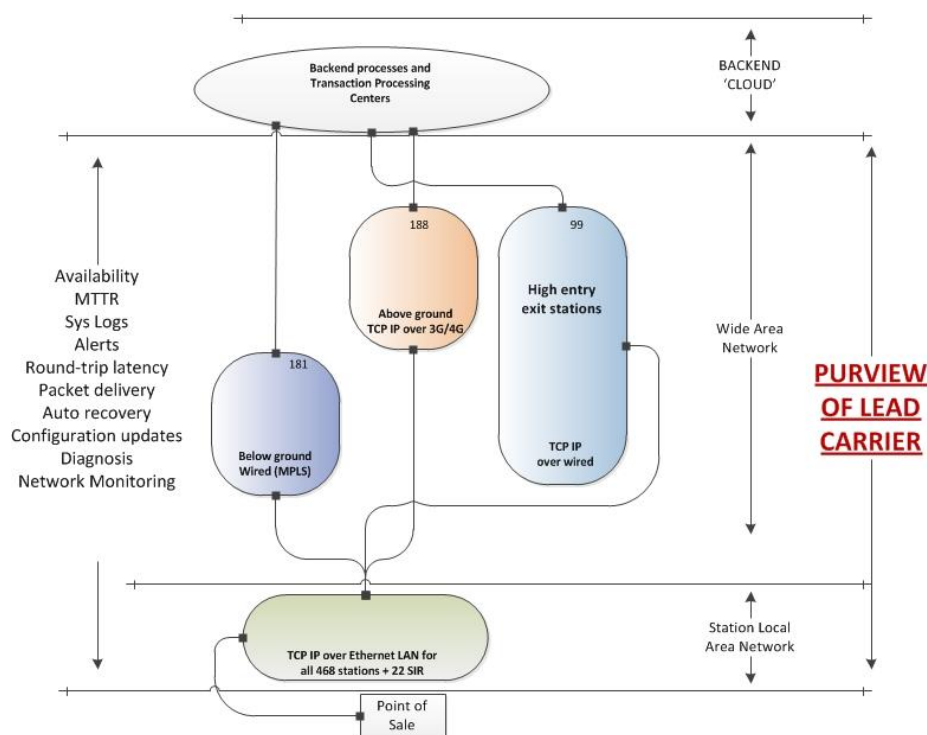 Backend processes and
Transaction Processing
Centers
BACKEND
‘CLOUD’
188
99
Availability
MTTR
Sys Logs
Alerts
Round-trip latency
Packet delivery
Auto recovery
Configuration updates
Diagnosis
Network Monitoring
High entry
exit stations
Above ground
TCP IP over 3G/4G
Wide Area
Network
181
PURVIEW
OF LEAD
CARRIER
Below ground
Wired (MPLS)
TCP IP
over wired
Station Local
Area Network
TCP IP over Ethernet LAN for
all 468 stations + 22 SIR
Point of
Sale